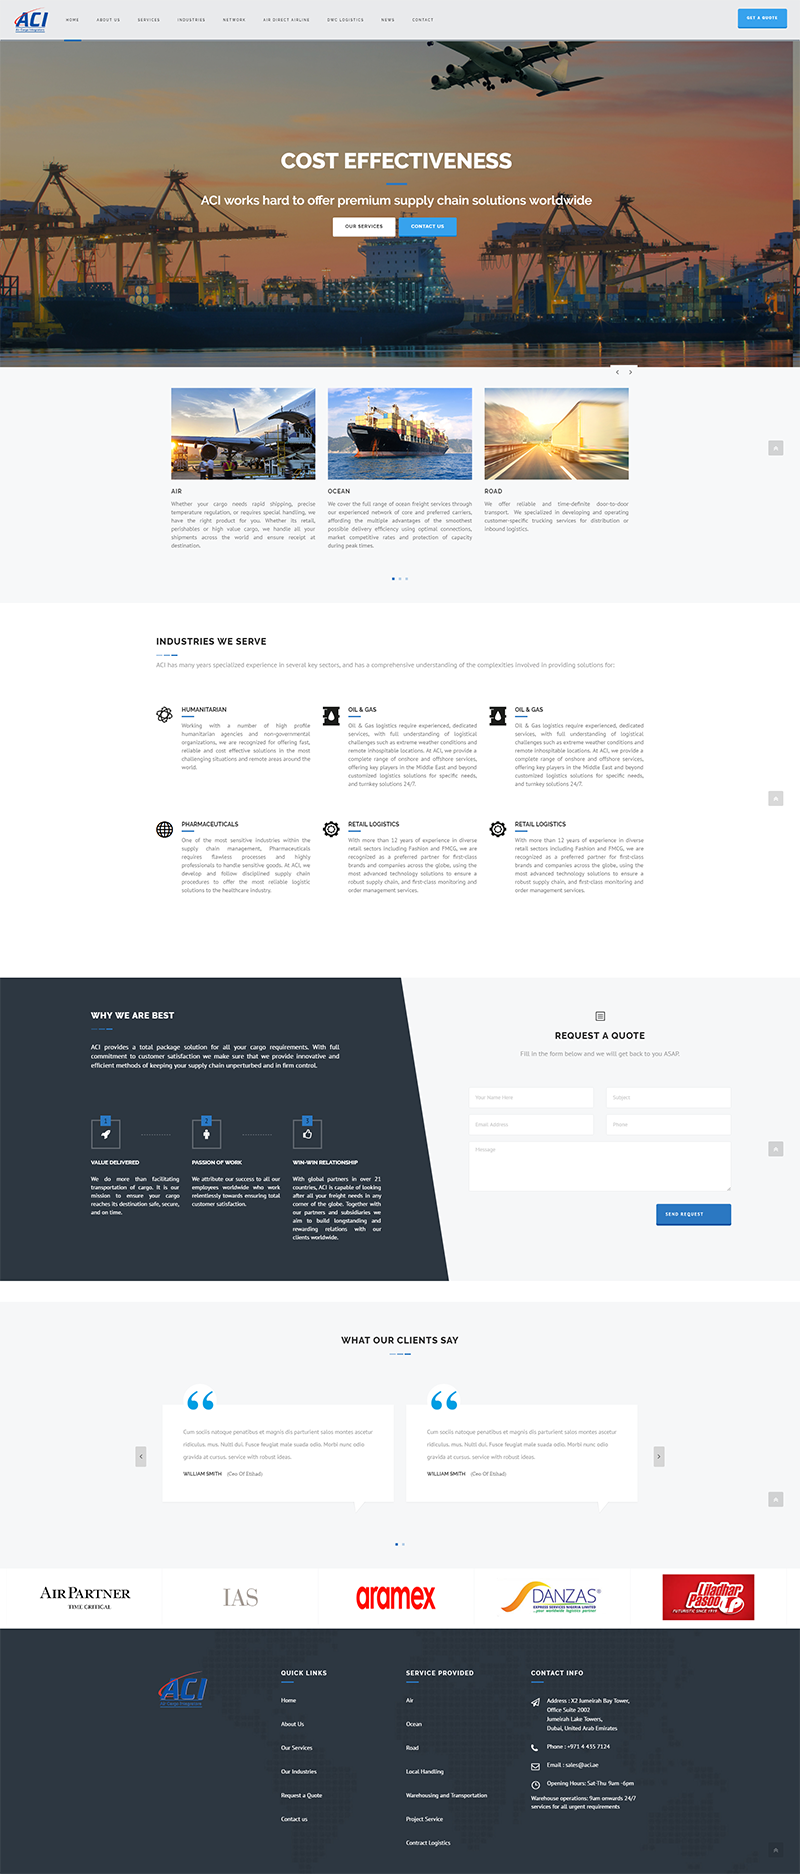 ACI
Air Cargo Integrators
HOME ABOUT US SERVICES INDUSTRIES NETWORK AIR DIRECT AIRLINE DWC LOGISTICS NEWS CONTACT
GET A QUOTE
COST EFFECTIVENESS
ACI works hard to offer premium supply chain solutions worldwide
OUR SERVICES
CONTACT US
AIR
Whether your cargo needs rapid shipping, precise
temperature regulation, or requires special handling, we
have the right product for you. Whether its retail,
perishables or high value cargo, we handle all your
shipments across the world and ensure receipt at
destination.
OCEAN
We cover the full range of ocean freight services through
our experienced network of core and preferred carriers,
affording the multiple advantages of the smoothest
possible delivery efficiency using optimal connections,
market competitive rates and protection of capacity
during peak times.
ROAD
We offer reliable and time-definite door-to-door
transport. We specialized in developing and operating
customer-specific trucking services for distribution or
inbound logistics.
INDUSTRIES WE SERVE
ACI has many years specialized experience in several key sectors, and has a comprehensive understanding of the complexities involved in providing solutions for:
HUMANITARIAN
Working with a number of high profile
humanitarian agencies and non-governmental
organizations, we are recognized for offering fast,
reliable and cost effective solutions in the most
challenging situations and remote areas around the
world.
OIL & GAS
Oil & Gas logistics require experienced, dedicated
services, with full understanding of logistical
challenges such as extreme weather conditions and
remote inhospitable locations. At ACI, we provide a
complete range of onshore and offshore services,
offering key players in the Middle East and beyond
customized logistics solutions for specific needs,
and turnkey solutions 24/7.
OIL & GAS
Oil & Gas logistics require experienced, dedicated
services, with full understanding of logistical
challenges such as extreme weather conditions and
remote inhospitable locations. At ACI, we provide a
complete range of onshore and offshore services,
offering key players in the Middle East and beyond
customized logistics solutions for specific needs,
and turnkey solutions 24/7.
PHARMACEUTICALS
One of the most sensitive industries within the
supply chain management, Pharmaceuticals
requires flawless processes and highly
professionals to handle sensitive goods. At ACI, we
develop and follow disciplined supply chain
procedures to offer the most reliable logistic
solutions to the healthcare industry.
RETAIL LOGISTICS
With more than 12 years of experience in diverse
retail sectors including Fashion and FMCG, we are
recognized as a preferred partner for first-class
brands and companies across the globe, using the
most advanced technology solutions to ensure a
robust supply chain, and first-class monitoring and
order management services.
RETAIL LOGISTICS
With more than 12 years of experience in diverse
retail sectors including Fashion and FMCG, we are
recognized as a preferred partner for first-class
brands and companies across the globe, using the
most advanced technology solutions to ensure a
robust supply chain, and first-class monitoring and
order management services.
WHY WE ARE BEST
ACI provides a total package solution for all your cargo requirements. With full
commitment to customer satisfaction we make sure that we provide innovative and
efficient methods of keeping your supply chain unperturbed and in firm control.
1
VALUE DELIVERED
We do more than facilitating
transportation of cargo. It is our
mission to ensure your cargo
reaches its destination safe, secure,
and on time.
2
PASSION OF WORK
We attribute our success to all our
employees worldwide who work
relentlessly towards ensuring total
customer satisfaction.
3
WIN-WIN RELATIONSHIP
With global partners in over 21
countries, ACI is capable of looking
after all your freight needs in any
corner of the globe. Together with
our partners and subsidiaries we
aim to build longstanding and
rewarding relations with our
clients worldwide.
REQUEST A QUOTE
Fill in the form below and we will get back to you ASAP.
Your Name Here
Subject
Email Address
Phone
Message
SEND REQUEST
WHAT OUR CLIENTS SAY
Cum sociis natoque penatibus et magnis dis parturient salos montes ascetur
ridiculus, mus. Nutll dui. Fusce feugiat male suada odio. Morbi nunc odio
gravida at cursus, service with robust ideas.
WILLIAM SMITH (Ceo Of Etihad)
Cum sociis natoque penatibus et magnis dis parturient salos montes ascetur
ridiculus, mus. Nutll dui. Fusce feugiat male suada odio. Morbi nunc odio
gravida at cursus, service with robust ideas.
WILLIAM SMITH (Ceo Of Etihad)
AIR PARTNER
TIME CRITICAL
IAS
aramex
DANZAS®
EXPRESS SERVICES NIGERIA LIMITED
...your worldwide logistics partner
Liladhar
Pasoo LP
FUTURISTIC SINCE 1919
ACI
Air Cargo Integrators
QUICK LINKS
Home
About Us
Our Services
Our Industries
Request a Quote
Contact us
SERVICE PROVIDED
Air
Ocean
Road
Local Handling
Warehousing and Transportation
Project Service
Contract Logistics
CONTACT INFO
Address : X2 Jumeirah Bay Tower,
Office Suite 2002
Jumeirah Lake Towers,
Dubai, United Arab Emirates
Phone : +971 4 435 7124
Email : sales@aci.ae
Opening Hours: Sat-Thu 9am -6pm
Warehouse operations: 9am onwards 24/7
services for all urgent requirements